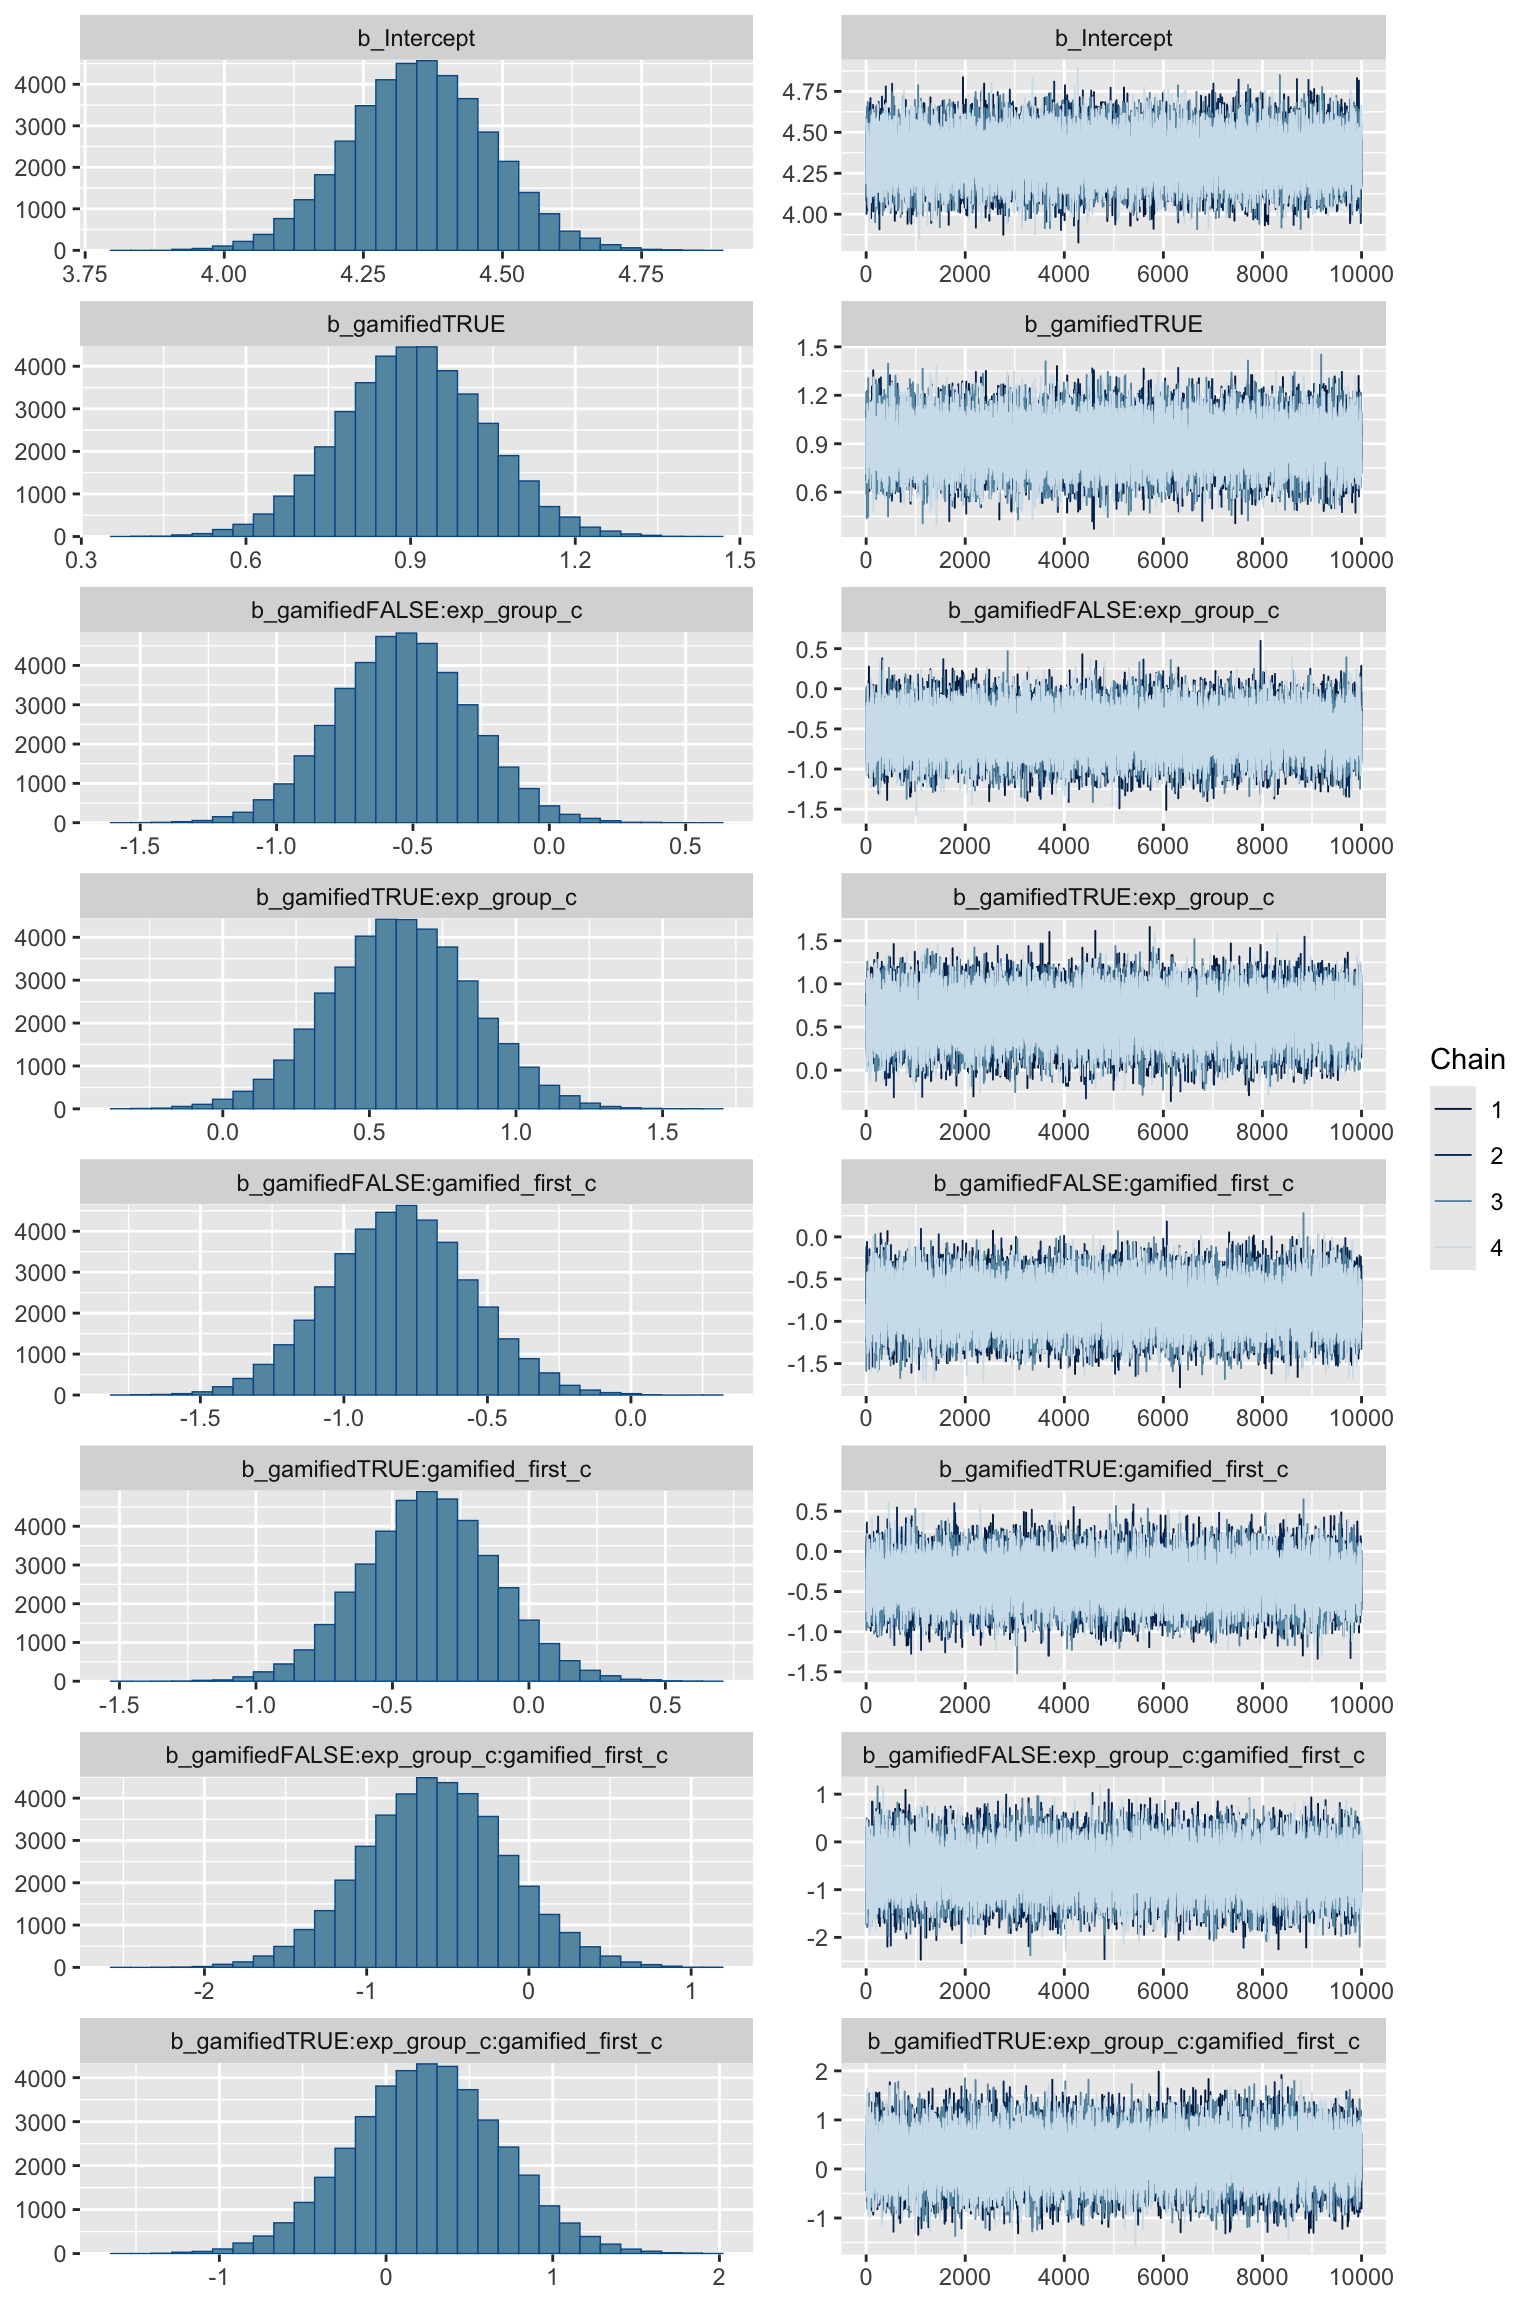 b_Intercept
4000
3000
2000
1000
0
3.75 4.00 4.25 4.50 4.75
b_Intercept
4.75
4.50
4.25
4.00
0 2000 4000 6000 8000 10000
b_gamifiedTRUE
4000
3000
2000
1000
0
0.3 0.6 0.9 1.2 1.5
b_gamifiedTRUE
1.5
1.2
0.9
0.6
0 2000 4000 6000 8000 10000
b_gamifiedFALSE:exp_group_c
4000
3000
2000
1000
0
-1.5 -1.0 -0.5 0.0 0.5
b_gamifiedFALSE:exp_group_c
0.5
0.0
-0.5
-1.0
-1.5
0 2000 4000 6000 8000 10000
b_gamifiedTRUE:exp_group_c
4000
3000
2000
1000
0
0.0 0.5 1.0 1.5
b_gamifiedTRUE:exp_group_c
1.5
1.0
0.5
0.0
0 2000 4000 6000 8000 10000
b_gamifiedFALSE:gamified_first_c
4000
3000
2000
1000
0
-1.5 -1.0 -0.5 0.0
b_gamifiedFALSE:gamified_first_c
0.0
-0.5
-1.0
-1.5
0 2000 4000 6000 8000 10000
b_gamifiedTRUE:gamified_first_c
4000
3000
2000
1000
0
-1.5 -1.0 -0.5 0.0 0.5
b_gamifiedTRUE:gamified_first_c
0.5
0.0
-0.5
-1.0
-1.5
0 2000 4000 6000 8000 10000
b_gamifiedFALSE:exp_group_c:gamified_first_c
4000
3000
2000
1000
0
-2 -1 0 1
b_gamifiedFALSE:exp_group_c:gamified_first_c
1
0
-1
-2
0 2000 4000 6000 8000 10000
b_gamifiedTRUE:exp_group_c:gamified_first_c
4000
3000
2000
1000
0
-1 0 1 2
b_gamifiedTRUE:exp_group_c:gamified_first_c
2
1
0
-1
0 2000 4000 6000 8000 10000
Chain
1
2
3
4